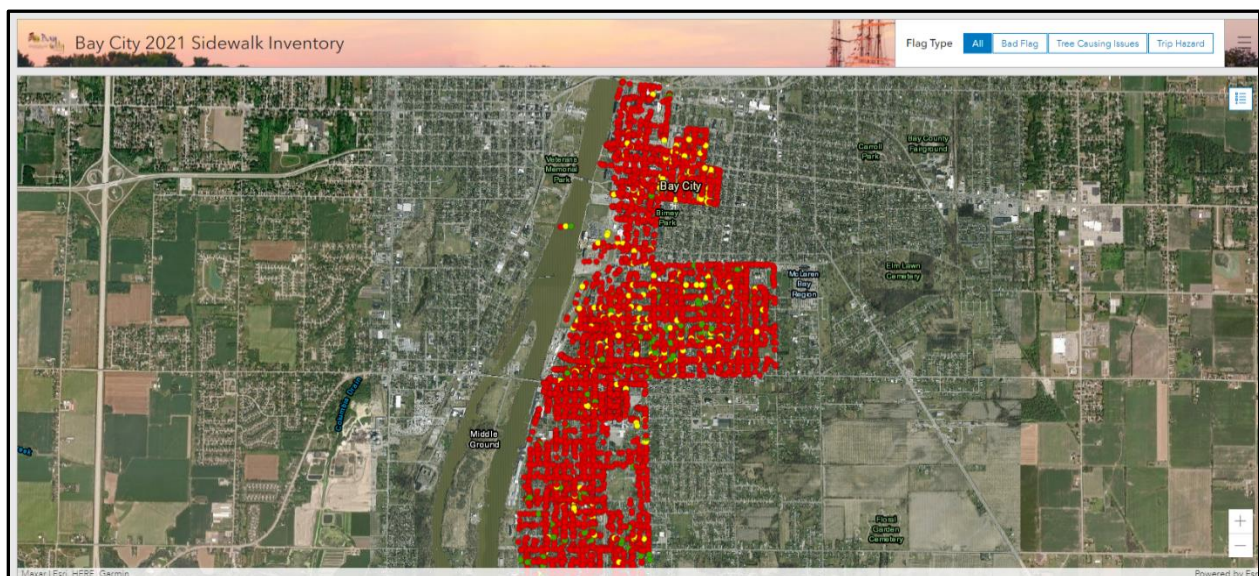 Bay City 2021 Sidewalk Inventory
Flag Type
All
Bad Flag
Tree Causing Issues
Trip Hazard
Veterans
Memorial
Park
Carroll
Park
Bay County
Fairground
Bay City
Birney
Park
McLaren
Bay
Region
Elm Lawn
Cemetery
Middle
Ground
Floral
Garden
Cemetery
+
−
Maxar | Esri, HERE, Garmin
Powered by Esri